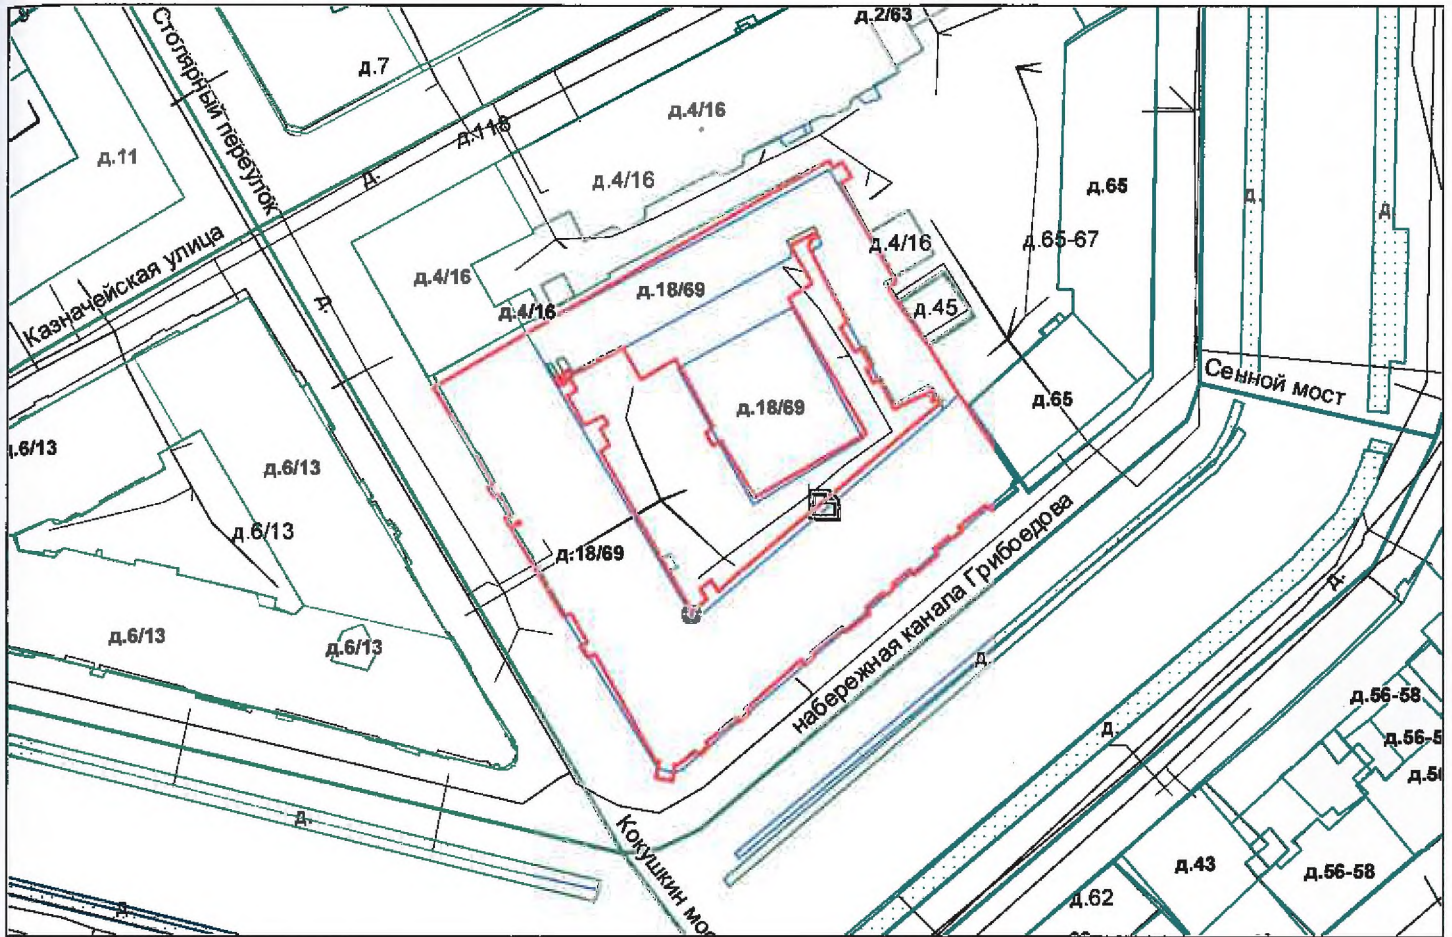 д.2/63
Столярный переулок
д.7
д.4/16
д.118
д.11
д.
д.4/16
д.65
д.
д
Казначейская улица
д.4/16
д.65-67
д.4/16
д.
д.18/69
д.4/16
д.45
Сенной мост
д.65
д.18/69
.6/13
д.6/13
д.6/13
д.18/69
набережная канала Грибоедова
д.
д.6/13
д.6/13
д.
д.56-58
д.
д.56-5
д.5
д.
Кокушкин мос
д.43
д.56-58
д.62
д.